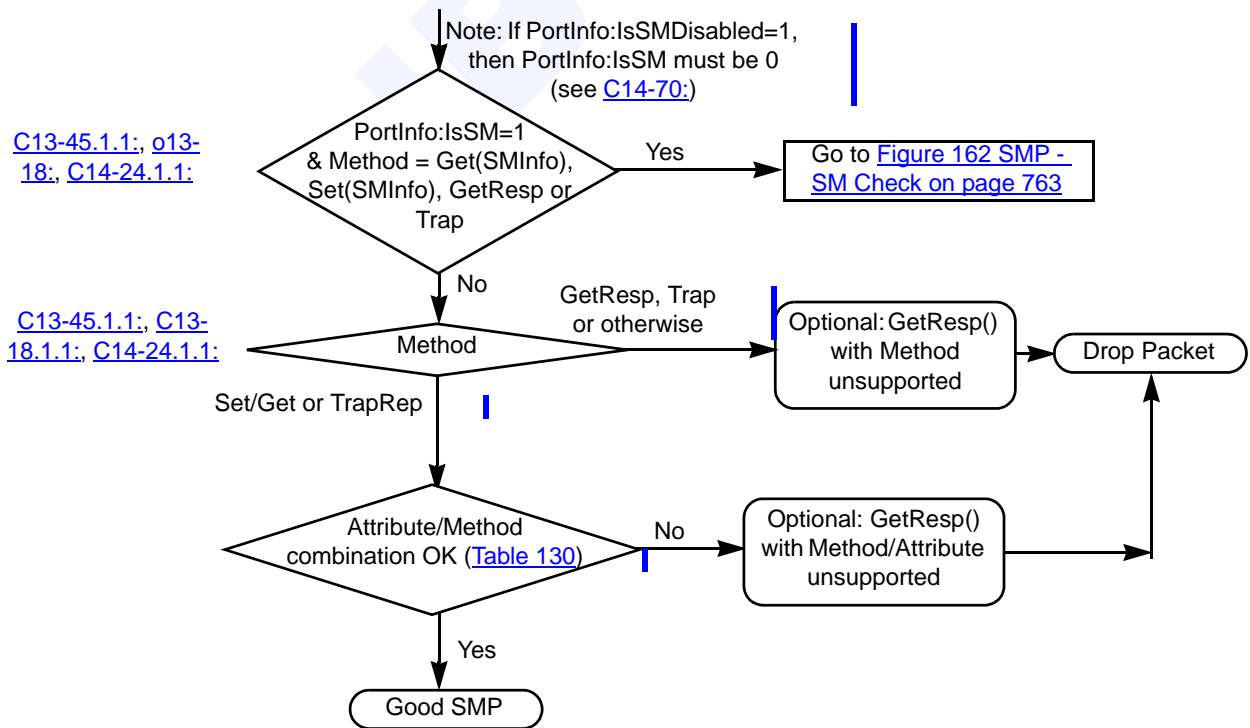 Note: If PortInfo:IsSMDisabled=1,
then PortInfo:IsSM must be 0
(see C14-70:)
C13-45.1.1:, o13-
18:, C14-24.1.1:
PortInfo:IsSM=1
& Method = Get(SMInfo),
Set(SMInfo), GetResp or
Trap
Yes
Go to Figure 162 SMP -
SM Check on page 763
No
C13-45.1.1:, C13-
18.1.1:, C14-24.1.1:
Method
GetResp, Trap
or otherwise
Optional: GetResp()
with Method
unsupported
Drop Packet
Set/Get or TrapRep
Attribute/Method
combination OK (Table 130)
No
Optional: GetResp()
with Method/Attribute
unsupported
Yes
Good SMP